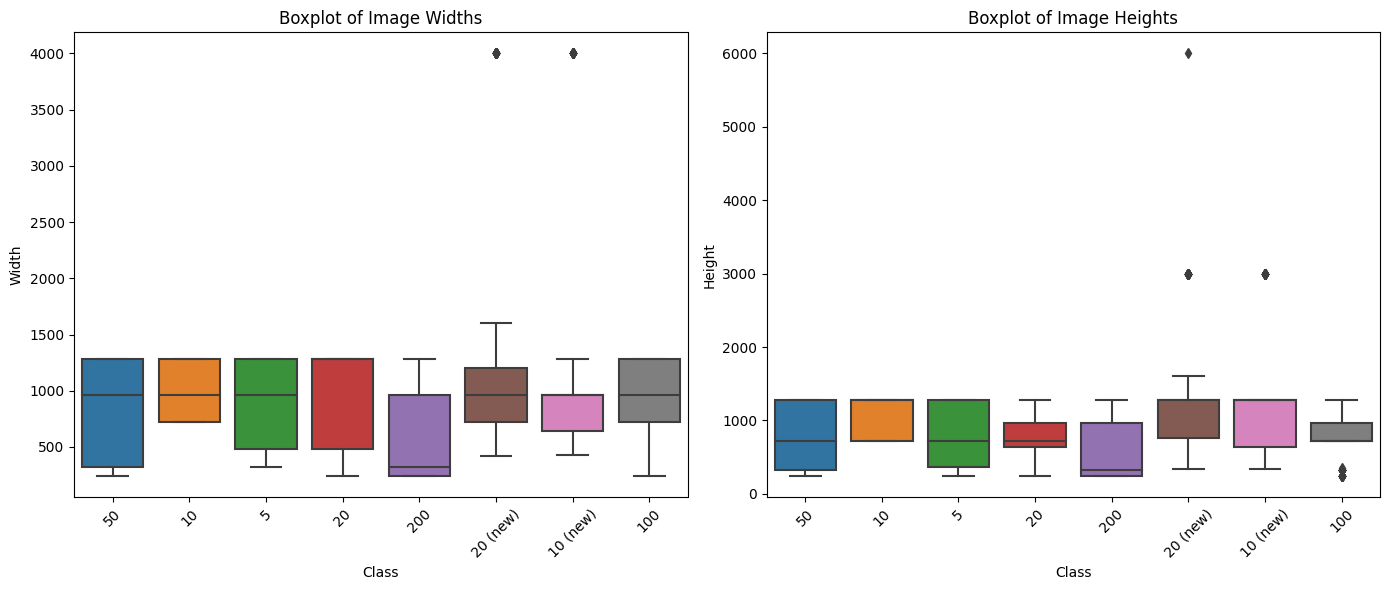 Boxplot of Image Widths
4000
3500
3000
2500
2000
1500
1000
500
Width
50 10 5 20 200 20 (new) 10 (new) 100
Class
Boxplot of Image Heights
6000
5000
4000
3000
2000
1000
0
Height
50 10 5 20 200 20 (new) 10 (new) 100
Class